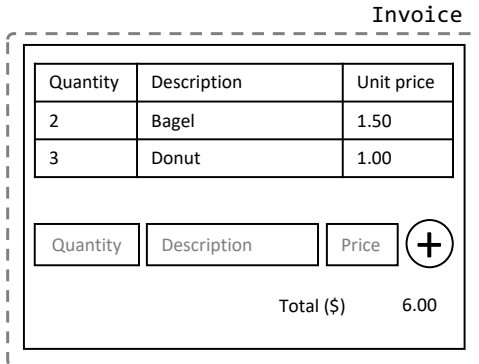 Invoice
Quantity Description Unit price
2 Bagel 1.50
3 Donut 1.00
Quantity Description Price +
Total ($) 6.00